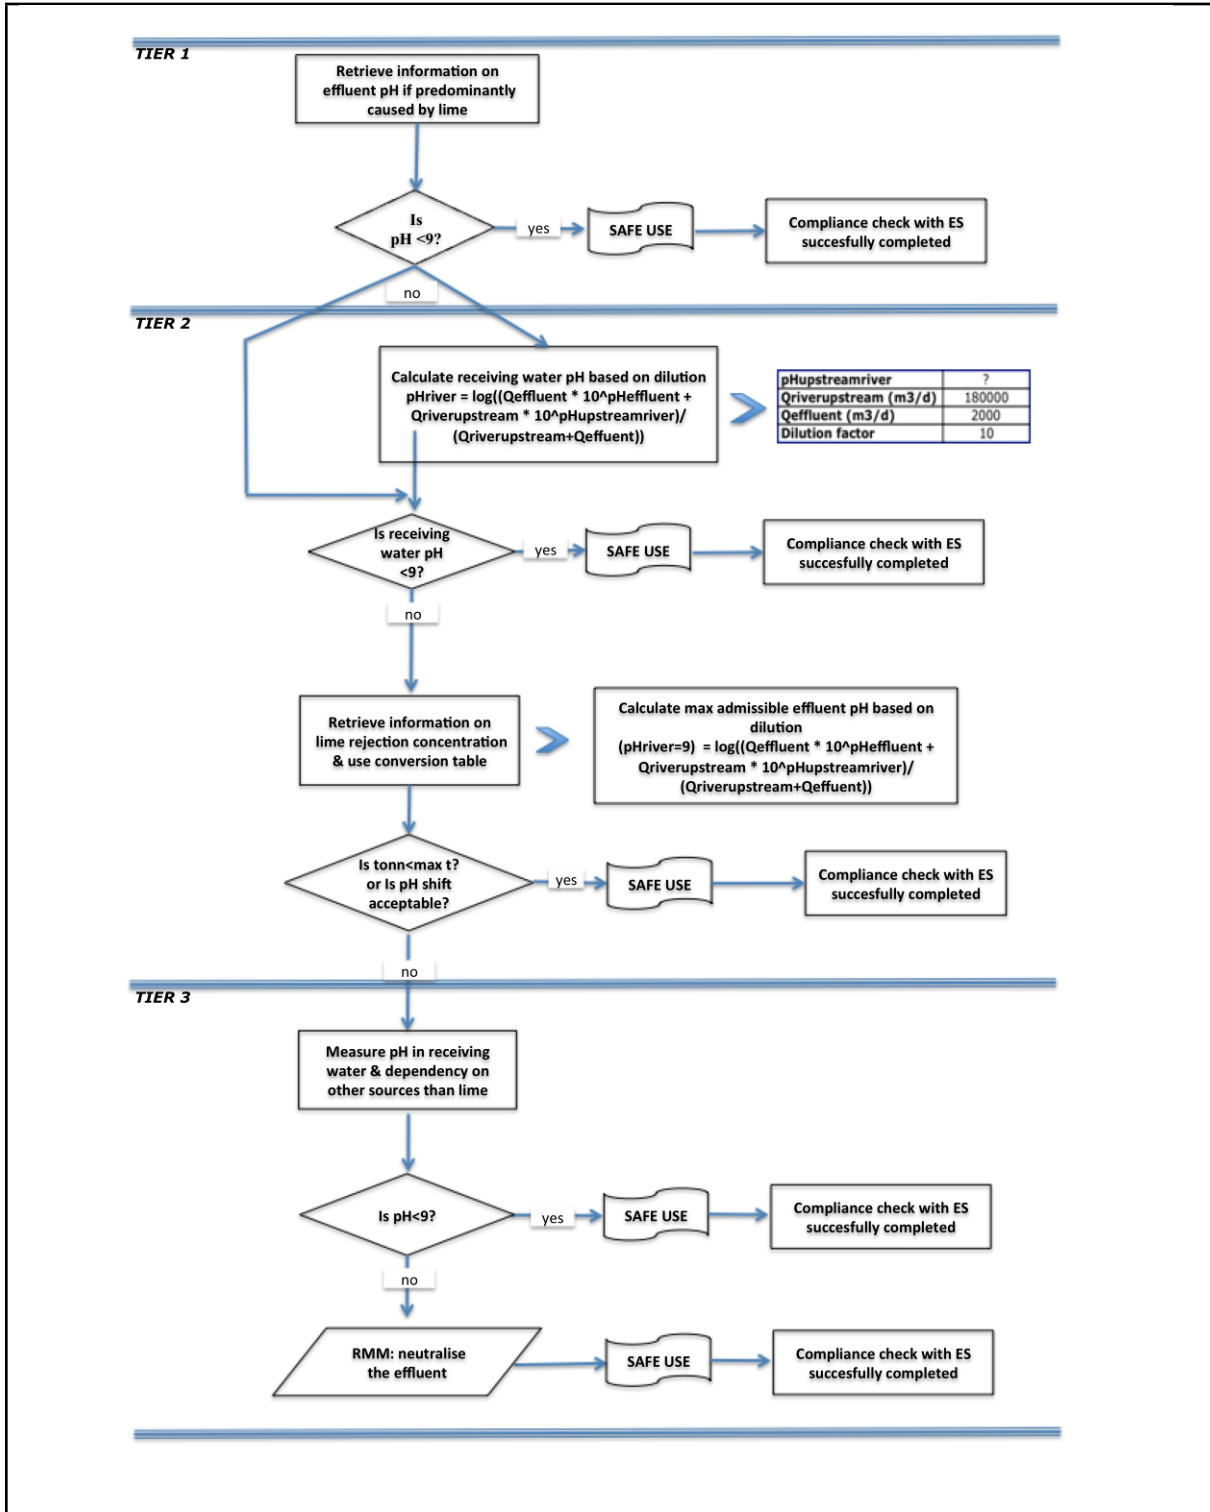 TIER 1
Retrieve information on
effluent pH if predominantly
caused by lime
Is
pH <9?
yes
SAFE USE
Compliance check with ES
succesfully completed
no
TIER 2
Calculate receiving water pH based on dilution
pHriver = log((Qeffluent * 10^pHeffluent +
Qriverupstream * 10^pHupstreamriver)/
(Qriverupstream+Qeffuent))
pHupstreamriver ?
Qriverupstream (m3/d) 180000
Qeffluent (m3/d) 2000
Dilution factor 10
Is receiving
water pH
<9?
yes
SAFE USE
Compliance check with ES
succesfully completed
no
Retrieve information on
lime rejection concentration
& use conversion table
Calculate max admissible effluent pH based on
dilution
(pHriver=9) = log((Qeffluent * 10^pHeffluent +
Qriverupstream * 10^pHupstreamriver)/
(Qriverupstream+Qeffuent))
Is tonn<max t?
or Is pH shift
acceptable?
yes
SAFE USE
Compliance check with ES
succesfully completed
no
TIER 3
Measure pH in receiving
water & dependency on
other sources than lime
Is pH<9?
yes
SAFE USE
Compliance check with ES
succesfully completed
no
RMM: neutralise
the effluent
SAFE USE
Compliance check with ES
succesfully completed